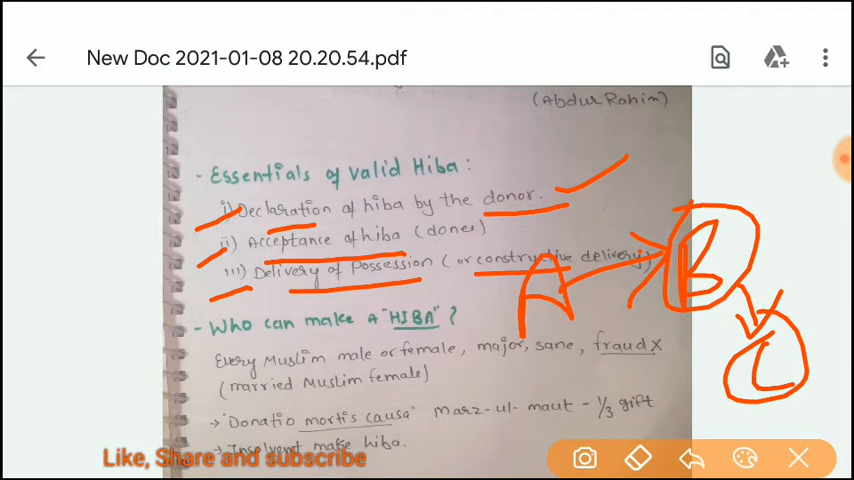 New Doc 2021-01-08 20.20.54.pdf
(Abdur Rahim)
- Essentials of valid Hiba:
i) Declaration of hiba by the donor.
ii) Acceptance of hiba (donee)
iii) Delivery of Possession (or constructive delivery)
A B
C
- Who can make a "HIBA" ?
Every Muslim male or female, major, sane, fraud X
(married Muslim female)
→ "Donatio mortis causa" Marz-ul-maut - 1/3 gift
→ Insolvent make hiba.
Like, Share and subscribe